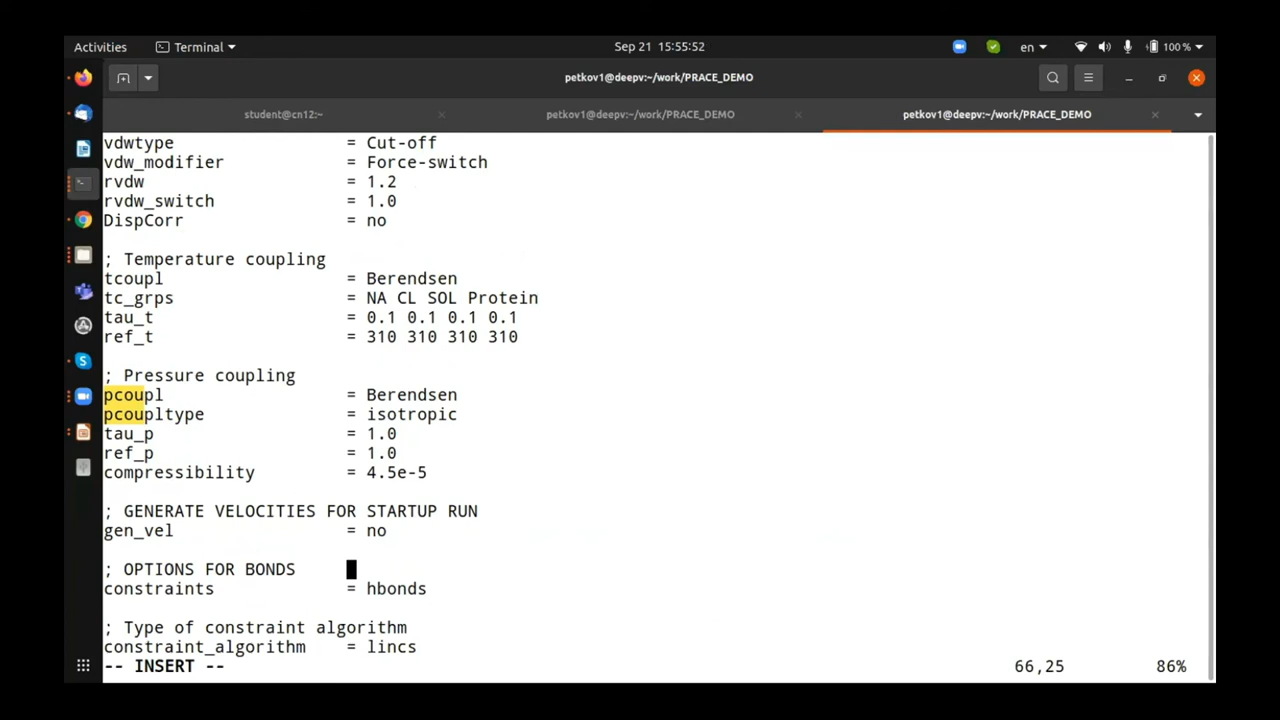 Activities Terminal Sep 21 15:55:52 en 100 %
petkov1@deepv:~/work/PRACE_DEMO
student@cn12:~ petkov1@deepv:~/work/PRACE_DEMO petkov1@deepv:~/work/PRACE_DEMO
vdwtype = Cut-off
vdw_modifier = Force-switch
rvdw = 1.2
rvdw_switch = 1.0
DispCorr = no
; Temperature coupling
tcoupl = Berendsen
tc_grps = NA CL SOL Protein
tau_t = 0.1 0.1 0.1 0.1
ref_t = 310 310 310 310
; Pressure coupling
pcoupl = Berendsen
pcoupltype = isotropic
tau_p = 1.0
ref_p = 1.0
compressibility = 4.5e-5
; GENERATE VELOCITIES FOR STARTUP RUN
gen_vel = no
; OPTIONS FOR BONDS
constraints = hbonds
; Type of constraint algorithm
constraint_algorithm = lincs
-- INSERT -- 66,25 86%